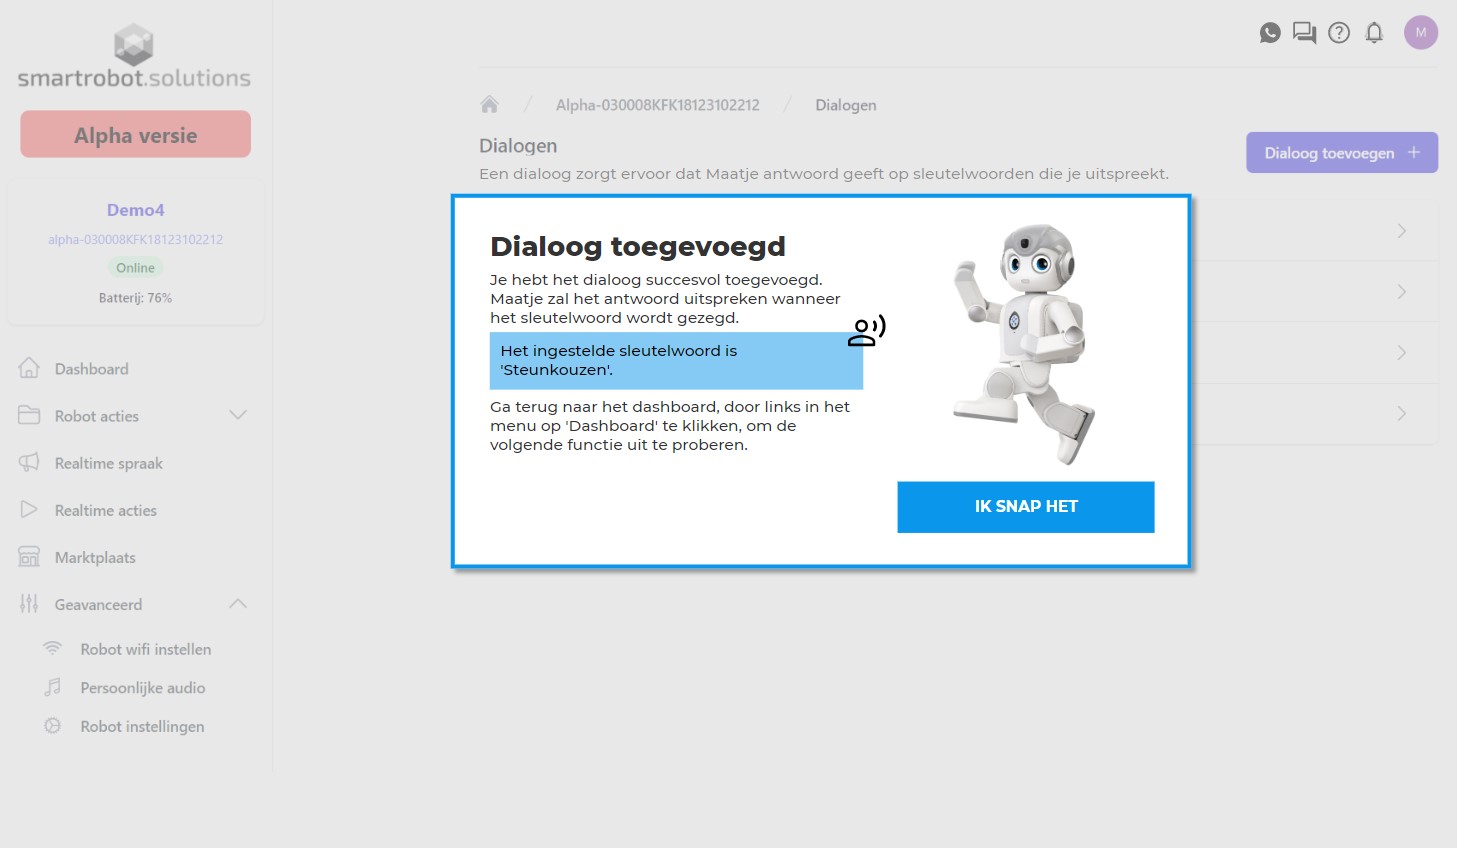 smartrobot.solutions
Alpha versie
Demo4
alpha-030008KFK18123102212
Online
Batterij: 76%
Dashboard
Robot acties
Realtime spraak
Realtime acties
Marktplaats
Geavanceerd
Robot wifi instellen
Persoonlijke audio
Robot instellingen
M
/ Alpha-030008KFK18123102212 / Dialogen
Dialogen
Een dialoog zorgt ervoor dat Maatje antwoord geeft op sleutelwoorden die je uitspreekt.
Dialoog toevoegen +
Dialoog toegevoegd
Je hebt het dialoog succesvol toegevoegd.
Maatje zal het antwoord uitspreken wanneer
het sleutelwoord wordt gezegd.
Het ingestelde sleutelwoord is
'Steunkouzen'.
Ga terug naar het dashboard, door links in het
menu op 'Dashboard' te klikken, om de
volgende functie uit te proberen.
IK SNAP HET